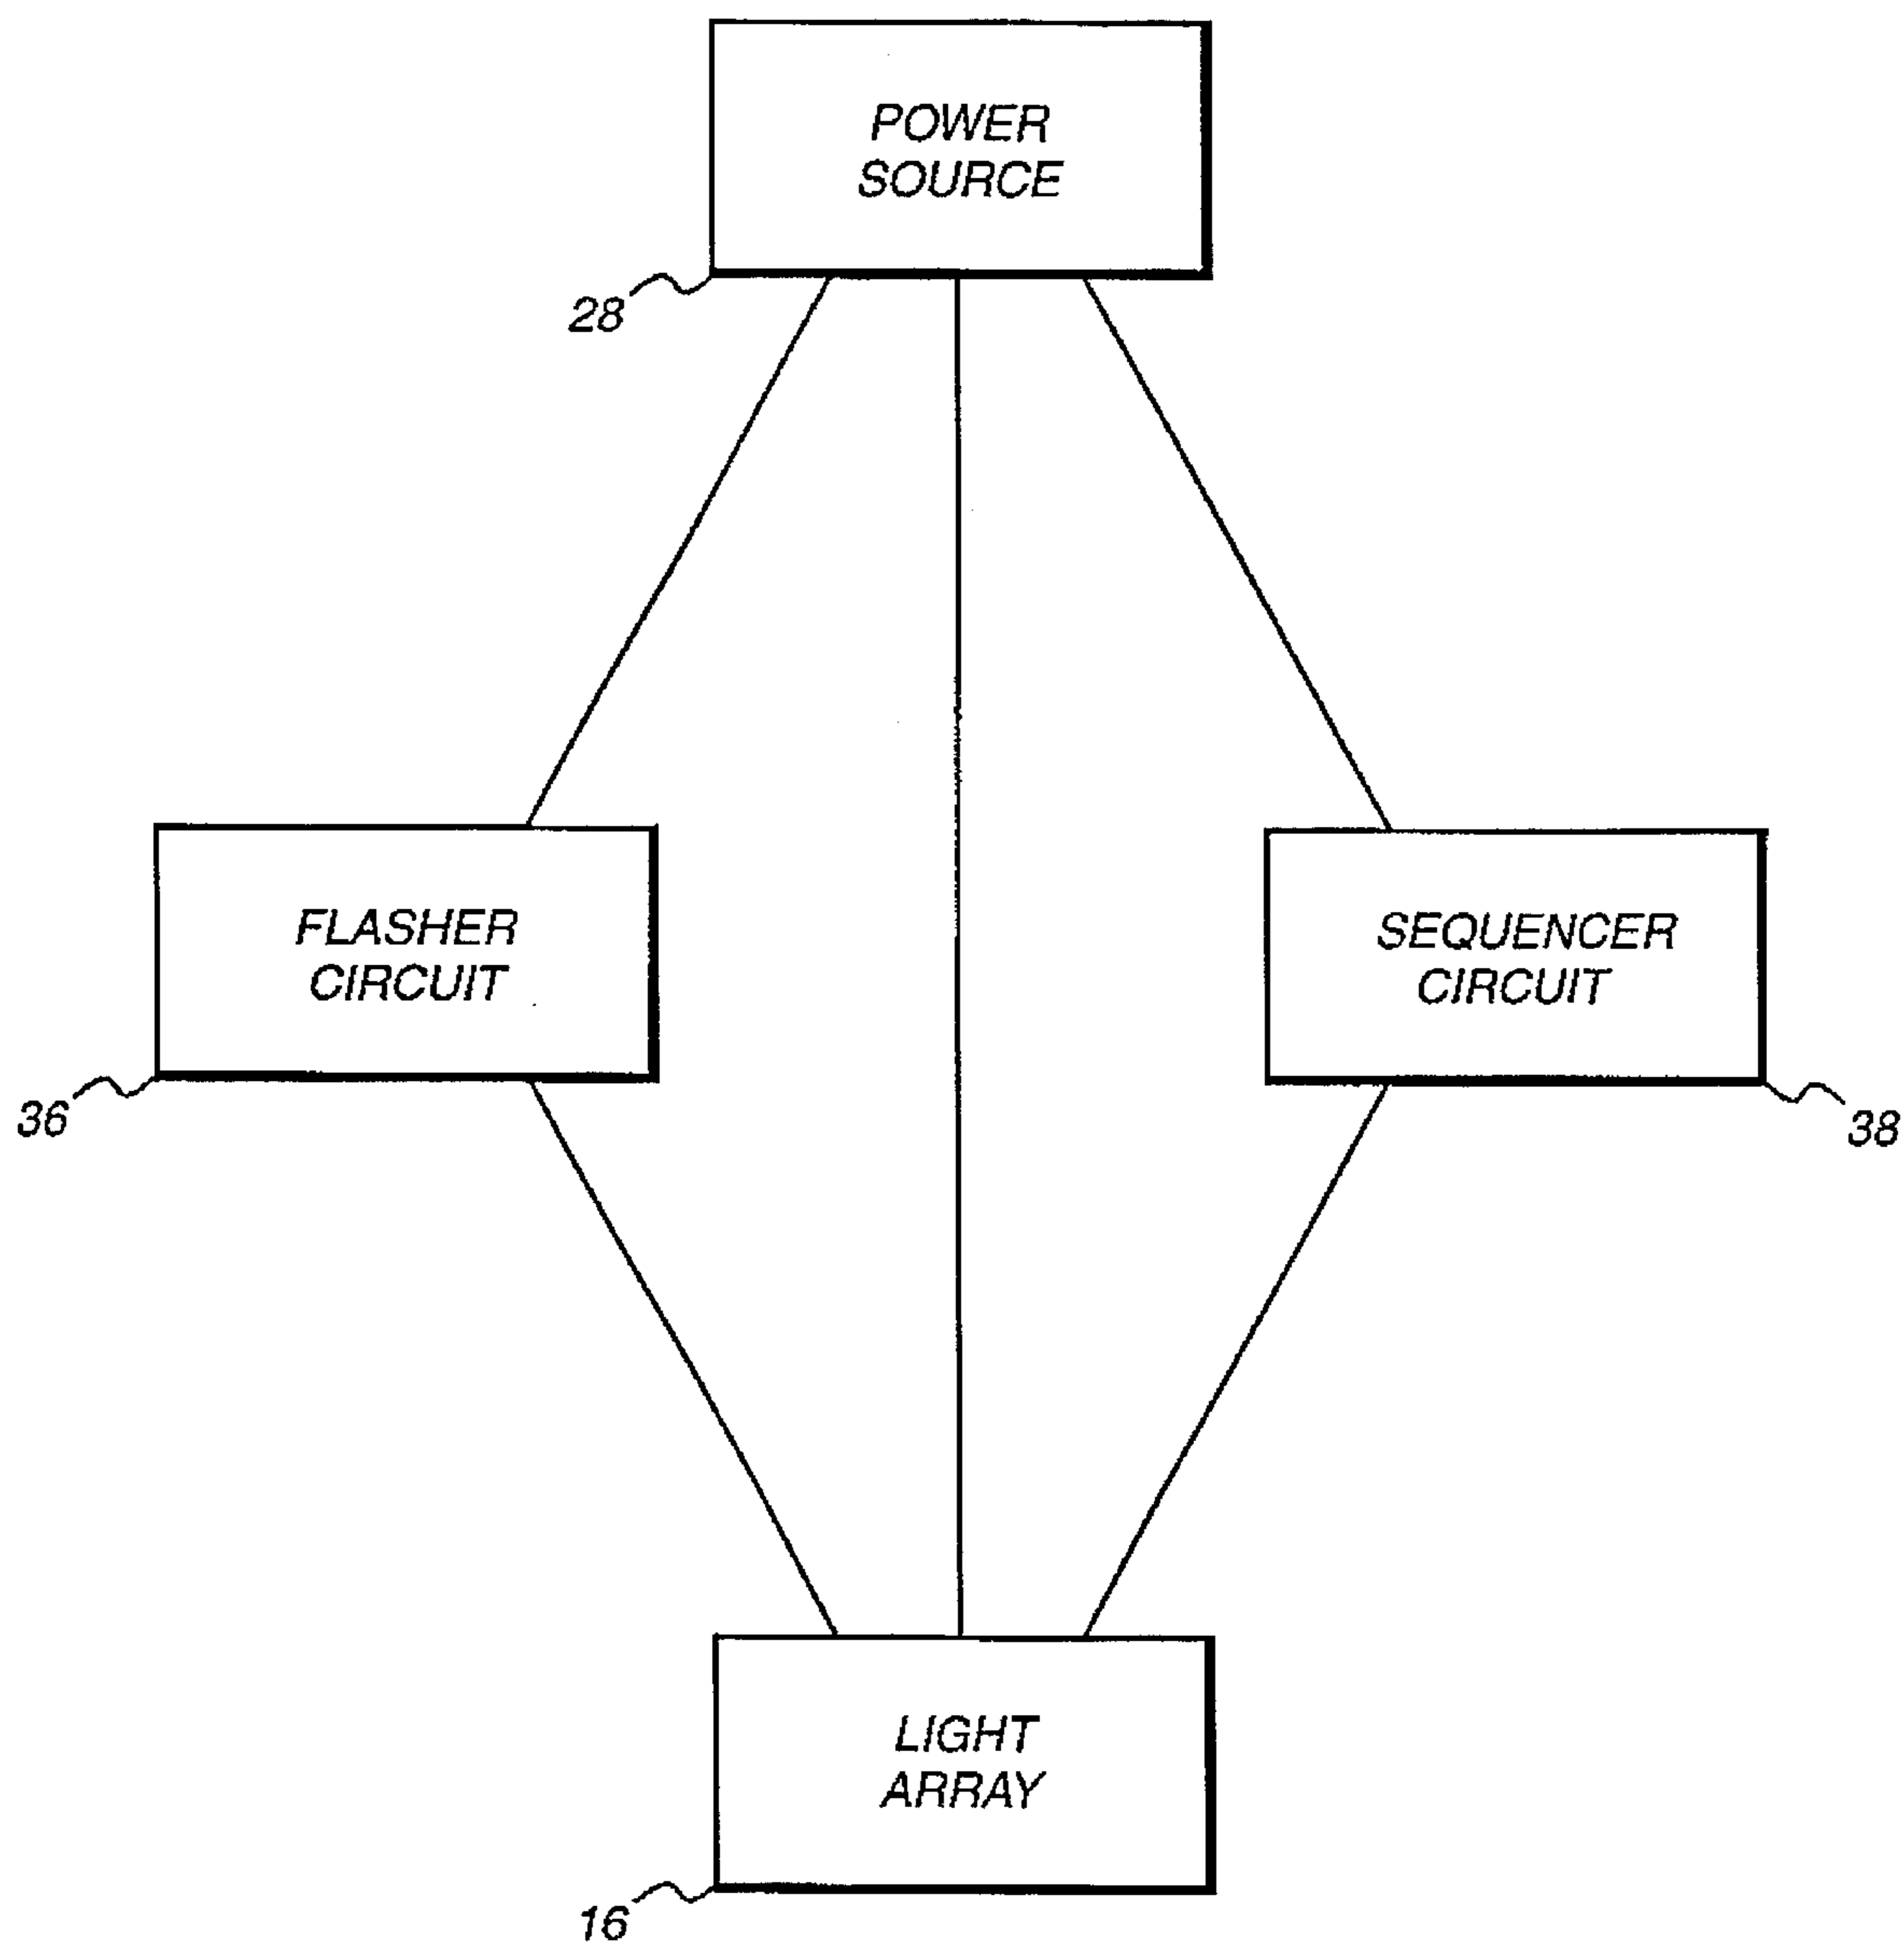 POWER
SOURCE
28
FLASHER
CIRCUIT
36
SEQUENCER
CIRCUIT
38
LIGHT
ARRAY
16